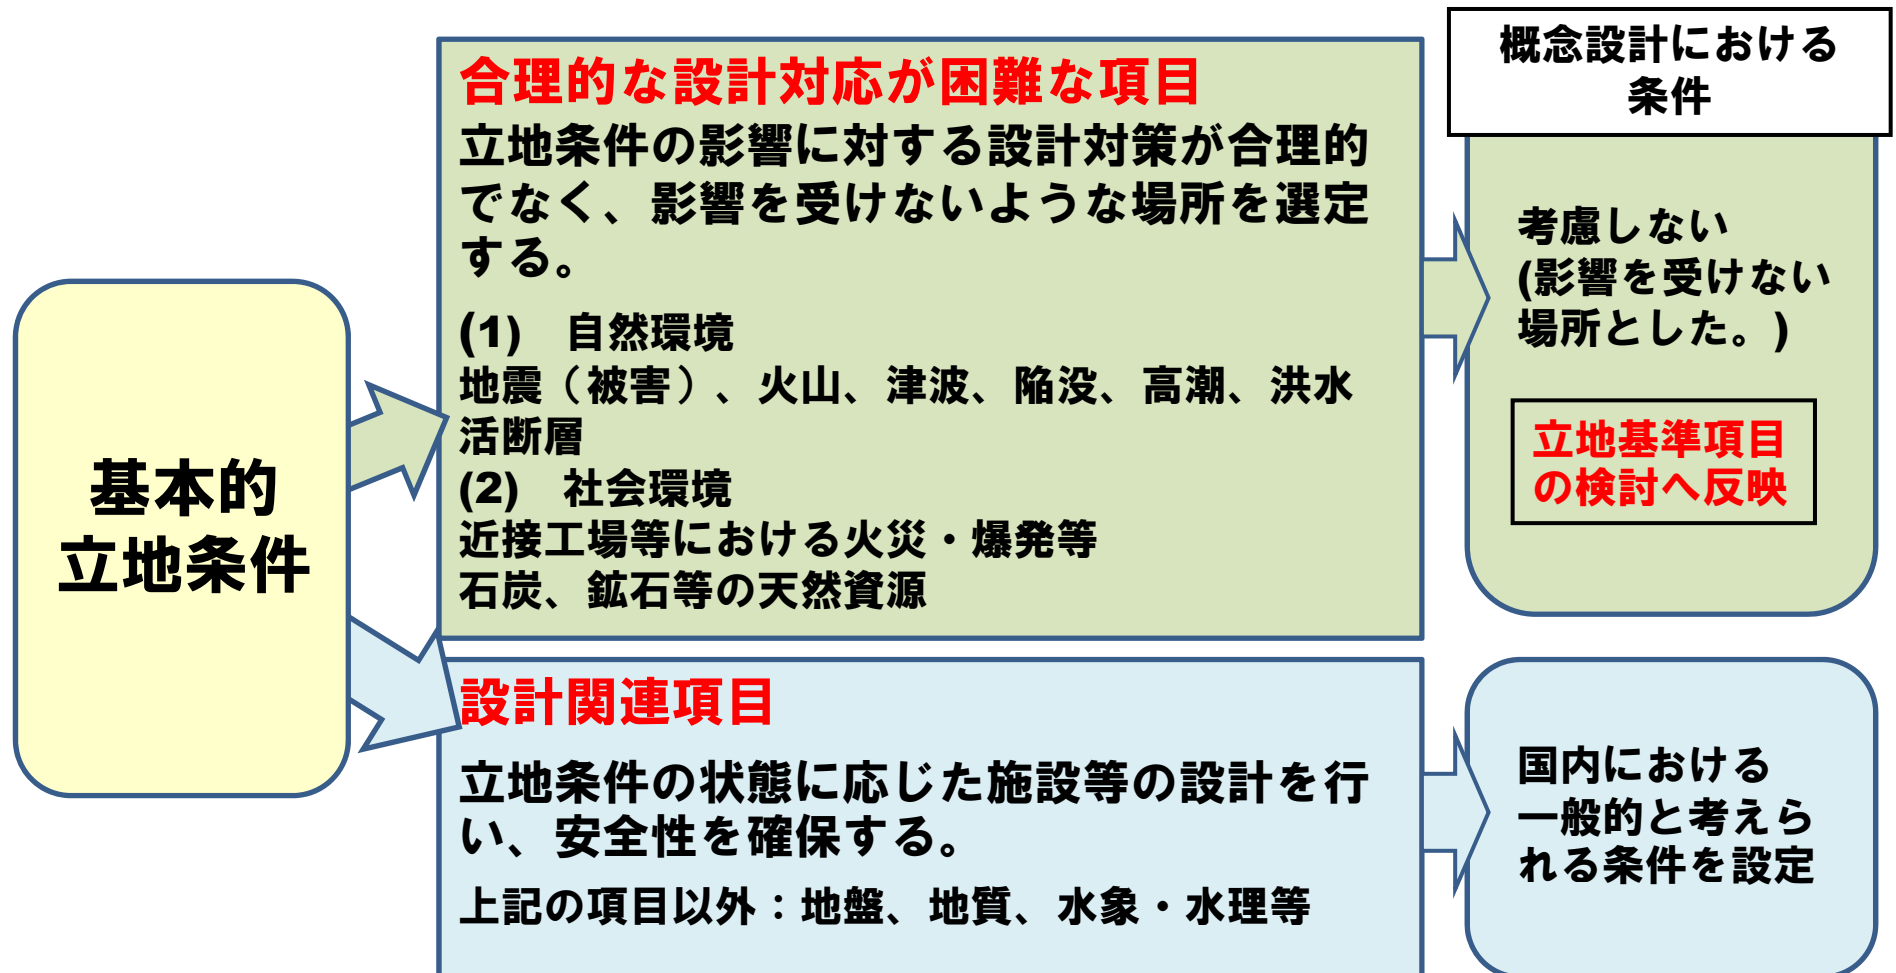 基本的
立地条件
合理的な設計対応が困難な項目
立地条件の影響に対する設計対策が合理的
でなく、影響を受けないような場所を選定
する。
(1)　自然環境
地震（被害）、火山、津波、陥没、高潮、洪水
活断層
(2)　社会環境
近接工場等における火災・爆発等
石炭、鉱石等の天然資源
概念設計における
条件
考慮しない
(影響を受けない
場所とした。)
立地基準項目
の検討へ反映
設計関連項目
立地条件の状態に応じた施設等の設計を行
い、安全性を確保する。
上記の項目以外：地盤、地質、水象・水理等
国内における
一般的と考えら
れる条件を設定